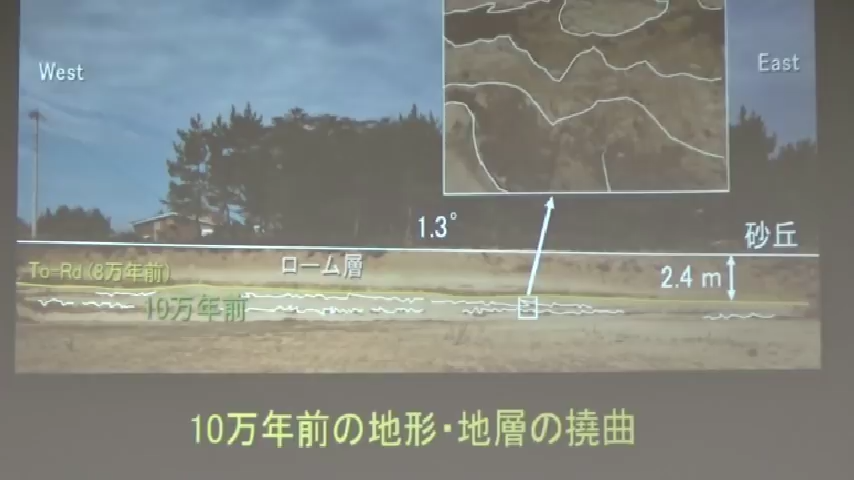 West
East
1.3°
砂丘
To-Rd (8万年前)
ローム層
2.4 m
10万年前
10万年前の地形・地層の撓曲